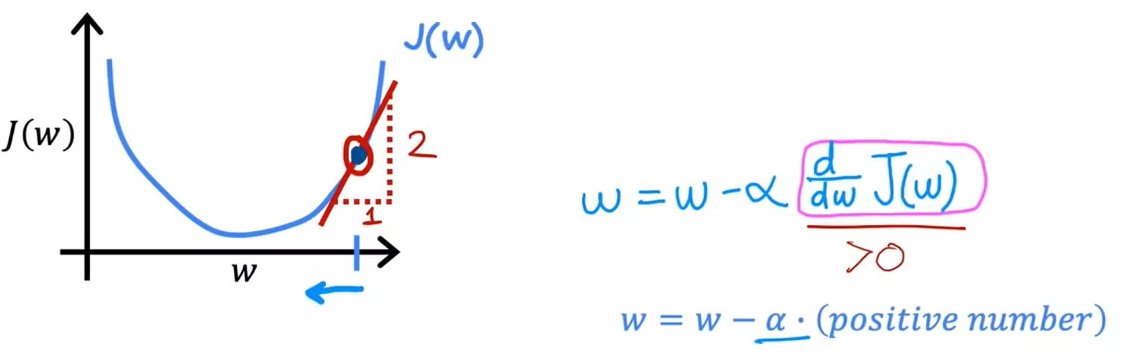 J(w)
J(w)
2
1
w
w = w - α d/dw J(w)
>0
w = w − α · (positive number)